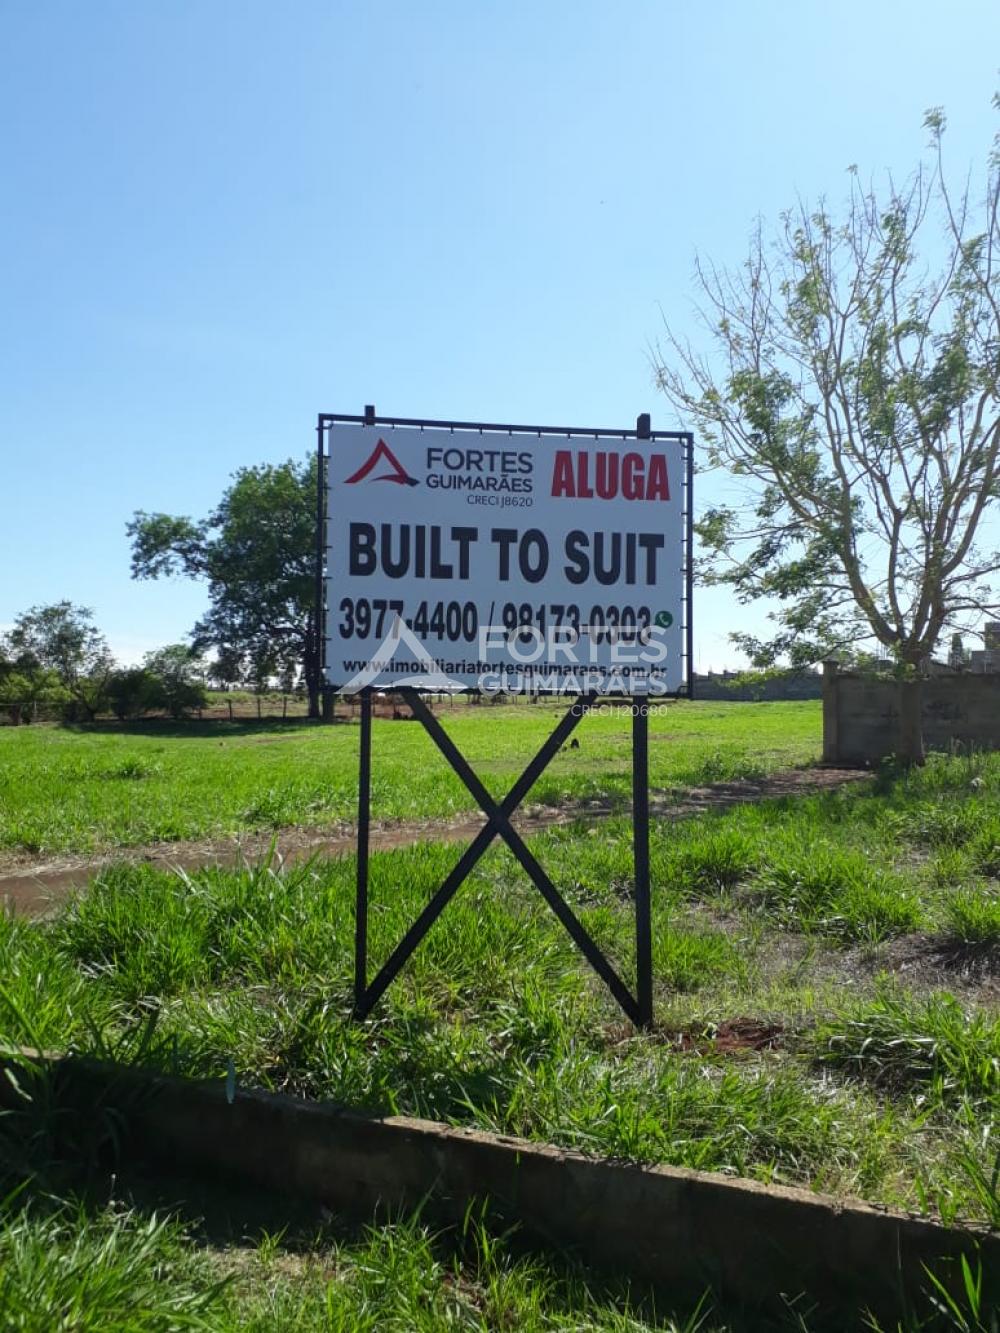 FORTES
GUIMARÃES
CRECI J8620
ALUGA
BUILT TO SUIT
3977-4400 / 98173-0303
www.imobiliariafortesguimaraes.com.br
FORTES
GUIMARÃES
CRECI J20680